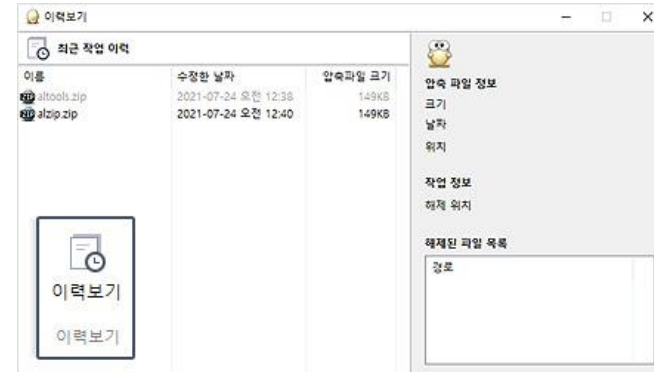 이력보기
최근 작업 이력
이름 수정한 날짜 압축파일 크기
altools.zip 2021-07-24 오전 12:38 149KB
alzip.zip 2021-07-24 오전 12:40 149KB
이력보기
이력보기
압축 파일 정보
크기
날짜
위치
작업 정보
해제 위치
해제된 파일 목록
경로